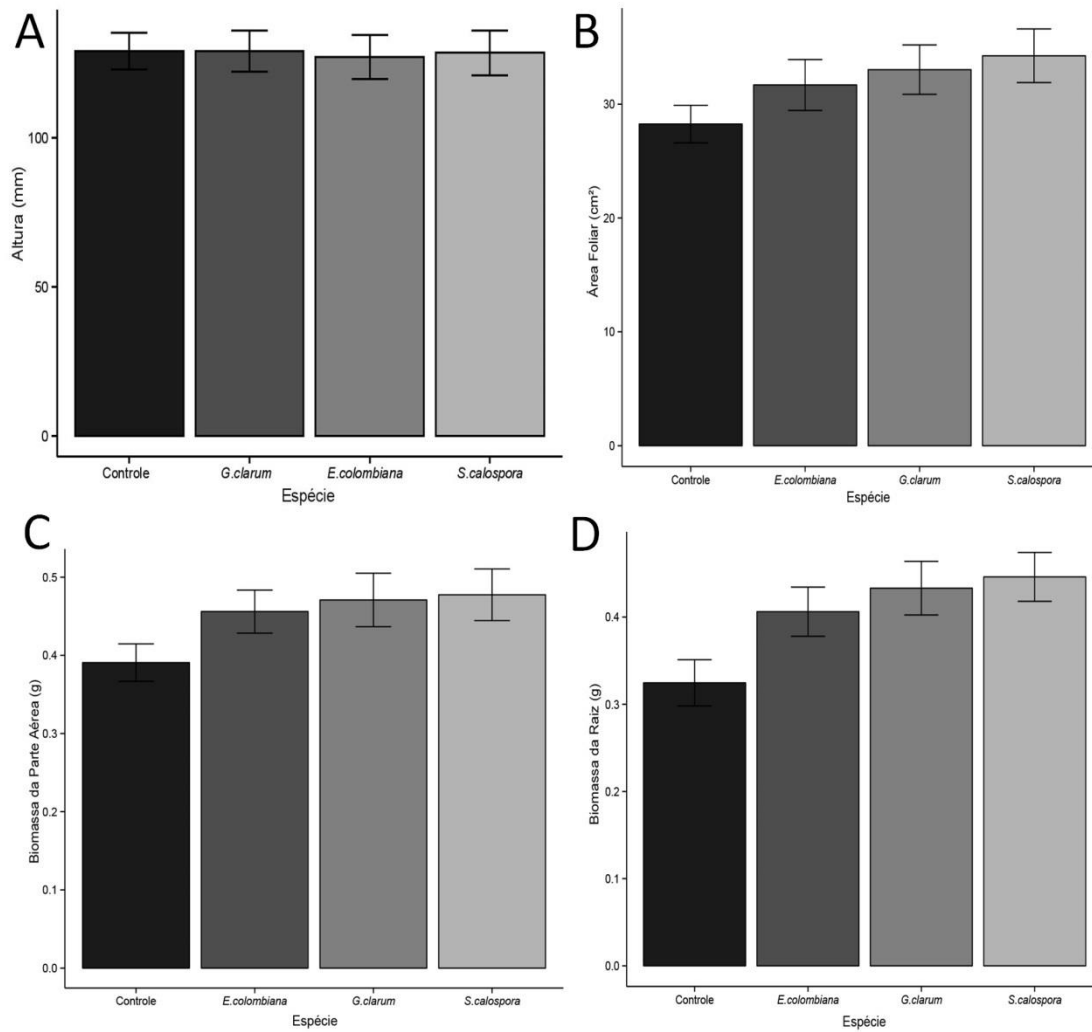 A
Altura (mm)
100
50
0
Controle G.clarum E.colombiana S.calospora
Espécie
B
Área Foliar (cm²)
30
20
10
0
Controle E.colombiana G.clarum S.calospora
Espécie
C
Biomassa da Parte Aérea (g)
0.5
0.4
0.3
0.2
0.1
0.0
Controle E.colombiana G.clarum S.calospora
Espécie
D
Biomassa da Raiz (g)
0.4
0.3
0.2
0.1
0.0
Controle E.colombiana G.clarum S.calospora
Espécie